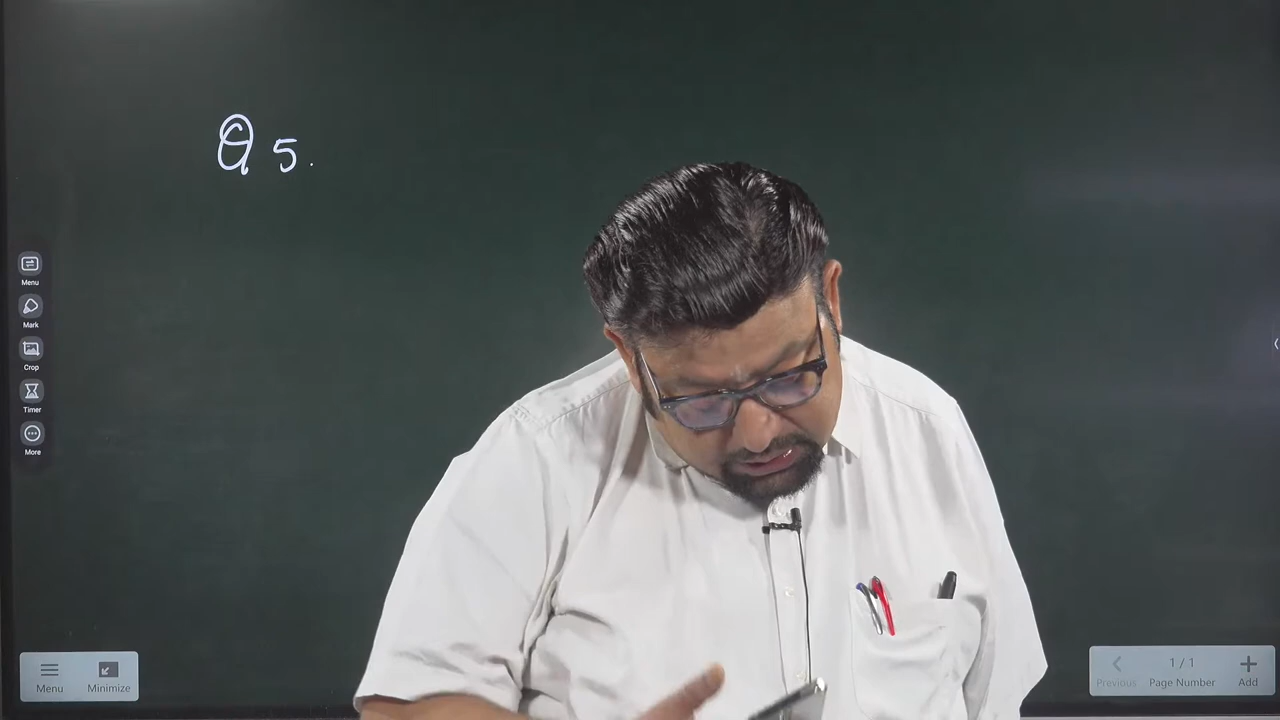 Q 5.
Menu
Mark
Crop
Timer
More
Menu
Minimize
Previous
1 / 1
Page Number
Add